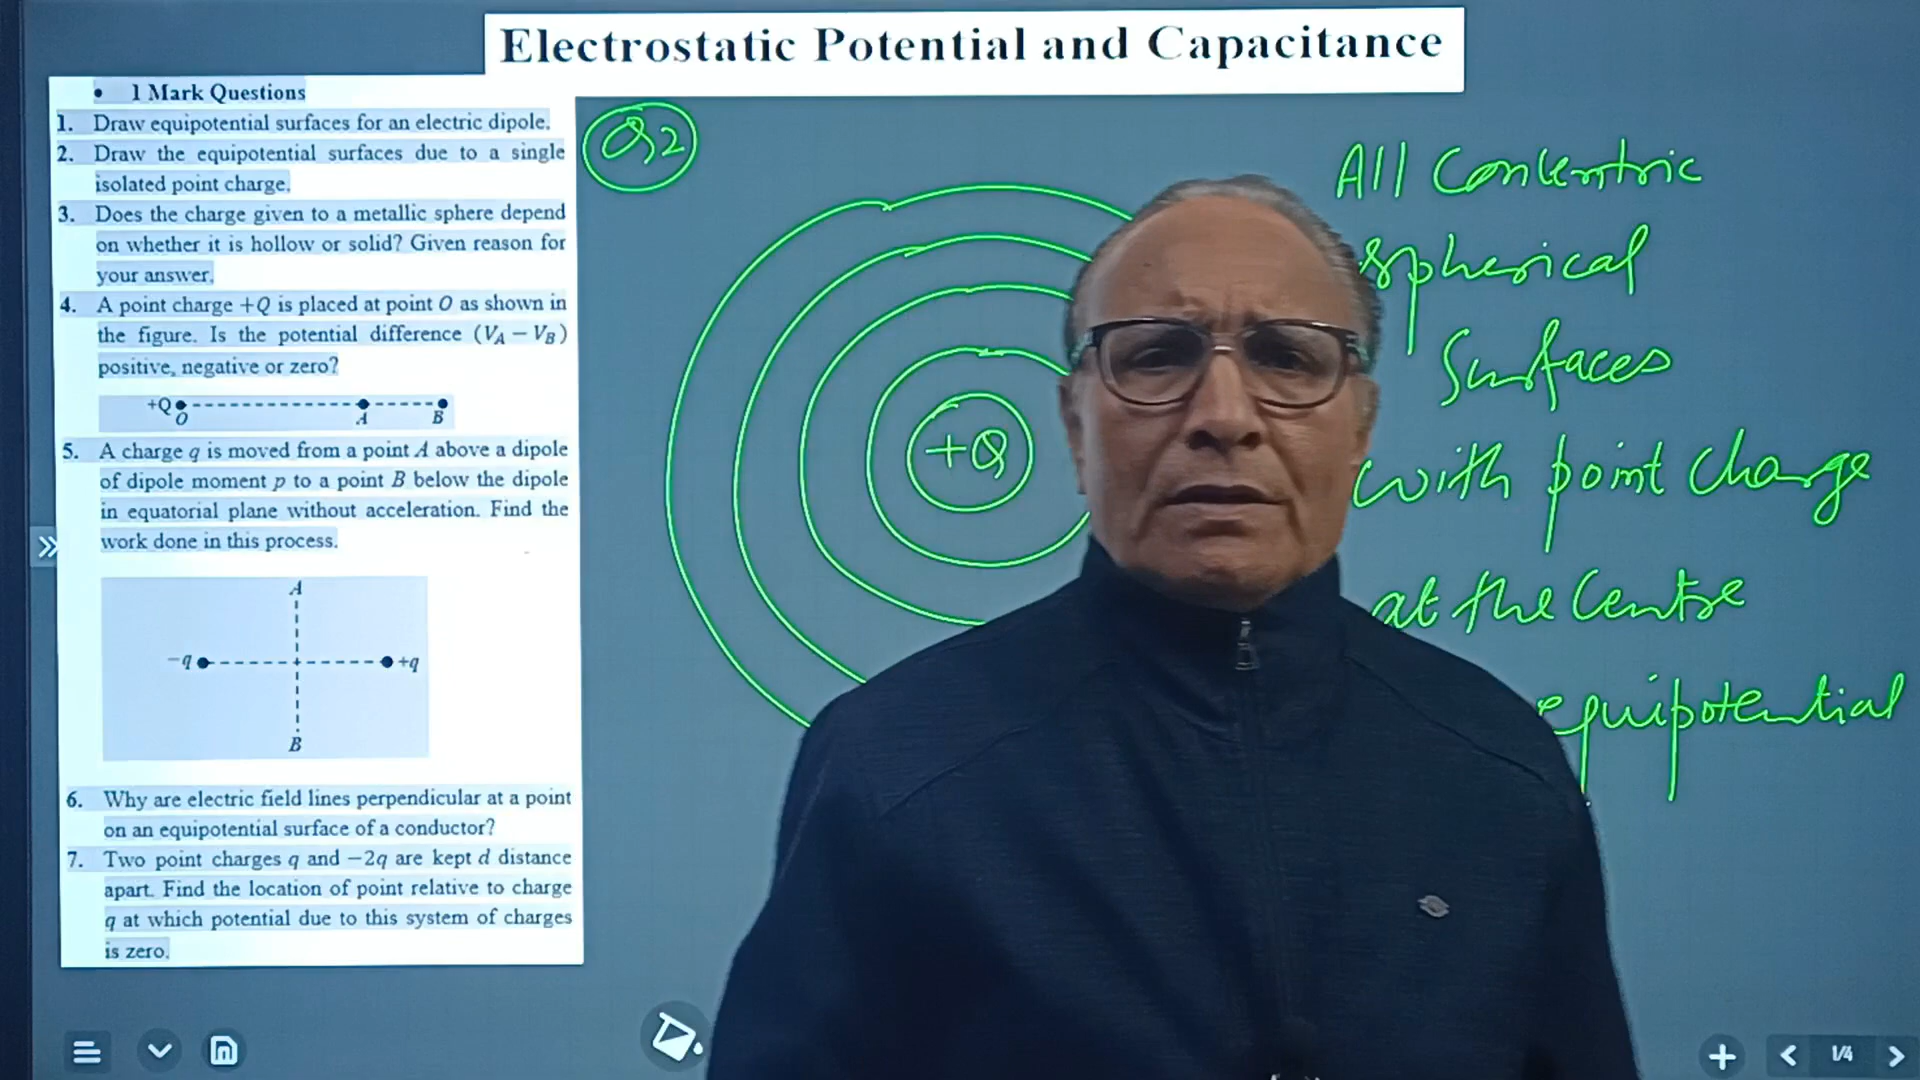 Electrostatic Potential and Capacitance
• 1 Mark Questions
1. Draw equipotential surfaces for an electric dipole.
2. Draw the equipotential surfaces due to a single
isolated point charge.
3. Does the charge given to a metallic sphere depend
on whether it is hollow or solid? Given reason for
your answer.
4. A point charge +Q is placed at point O as shown in
the figure. Is the potential difference (V_A − V_B)
positive, negative or zero?
+Q O A B
5. A charge q is moved from a point A above a dipole
of dipole moment p to a point B below the dipole
in equatorial plane without acceleration. Find the
work done in this process.
A
−q +q
B
6. Why are electric field lines perpendicular at a point
on an equipotential surface of a conductor?
7. Two point charges q and −2q are kept d distance
apart. Find the location of point relative to charge
q at which potential due to this system of charges
is zero.
Q2
+Q
All Concentric
Spherical
Surfaces
with point charge
at the Centre
equipotential
1/4